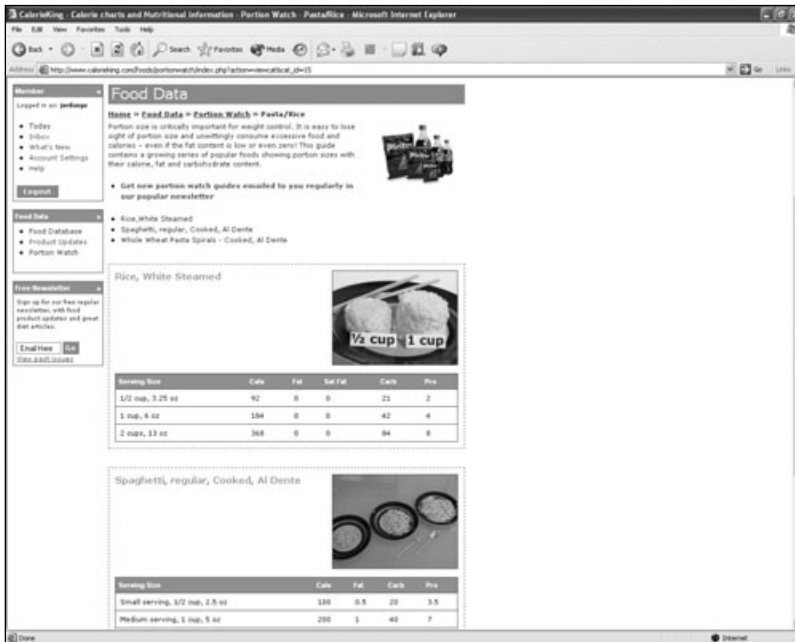 CalorieKing - Calorie charts and Nutritional information - Portion Watch - Pasta/Rice - Microsoft Internet Explorer
File Edit View Favorites Tools Help
Back Search Favorites Media
Address http://www.calorieking.com/foods/portionwatch/index.php?action=viewcat&cat_id=15 Go Links
Member
Logged in as:
Today
Inbox
What's New
Account Settings
Help
Logout
Food Data
Food Database
Product Updates
Portion Watch
Free Newsletter
Sign up for our free regular
newsletter, with food
product updates and great
diet articles.
Email Here Go
View past issues
Food Data
Home » Food Data » Portion Watch » Pasta/Rice
Portion size is critically important for weight control. It is easy to lose
sight of portion size and unwittingly consume excessive food and
calories – even if the fat content is low or even zero! This guide
contains a growing series of popular foods showing portion sizes with
their calorie, fat and carbohydrate content.
Get new portion watch guides emailed to you regularly in
our popular newsletter
Rice, White Steamed
Spaghetti, regular, Cooked, Al Dente
Whole Wheat Pasta Spirals - Cooked, Al Dente
Rice, White Steamed
½ cup 1 cup
Serving Size Cals Fat Sat Fat Carb Pro
1/2 cup, 3.25 oz 92 0 0 21 2
1 cup, 6 oz 184 0 0 42 4
2 cups, 13 oz 368 0 0 84 8
Spaghetti, regular, Cooked, Al Dente
Serving Size Cals Fat Carb Pro
Small serving, 1/2 cup, 2.5 oz 100 0.5 20 3.5
Medium serving, 1 cup, 5 oz 200 1 40 7
Done Internet